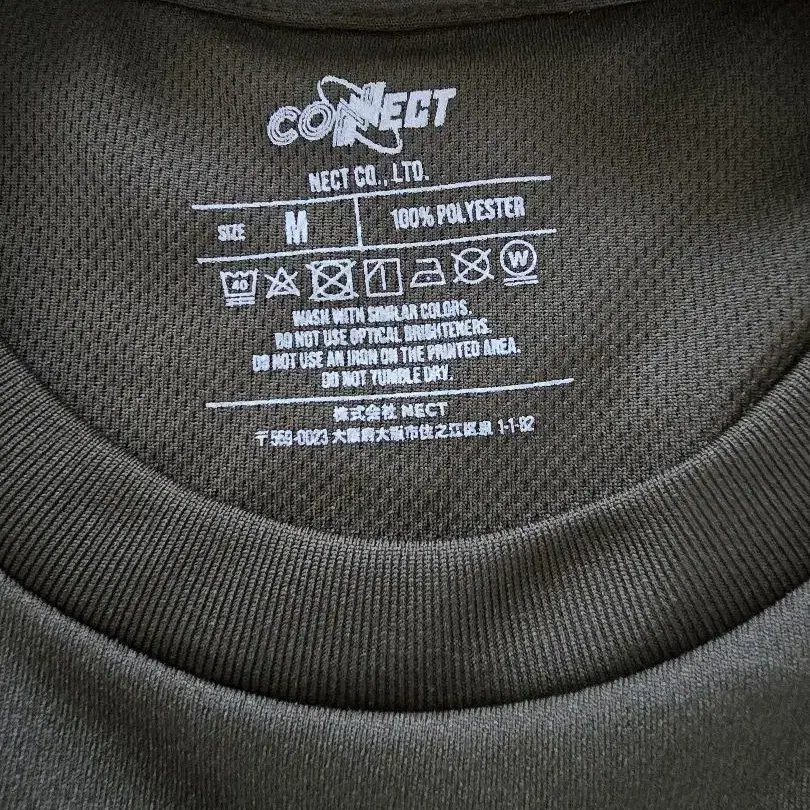 CONNECT
NECT CO., LTD.
SIZE M 100% POLYESTER
40 W
WASH WITH SIMILAR COLORS.
DO NOT USE OPTICAL BRIGHTENERS.
DO NOT USE AN IRON ON THE PRINTED AREA.
DO NOT TUMBLE DRY.
株式会社 NECT
〒559-0023 大阪府大阪市住之江区泉 1-1-82